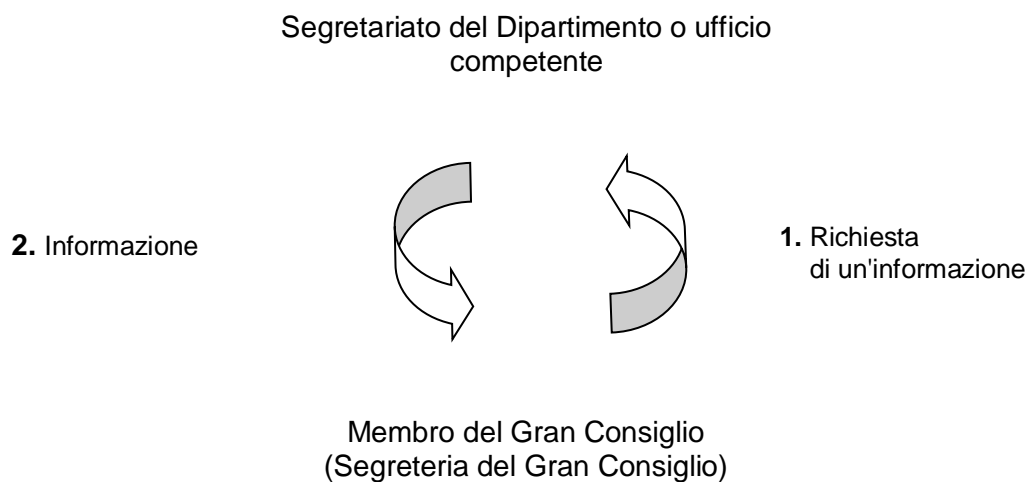 Segretariato del Dipartimento o ufficio
competente
2. Informazione
1. Richiesta
di un'informazione
Membro del Gran Consiglio
(Segreteria del Gran Consiglio)